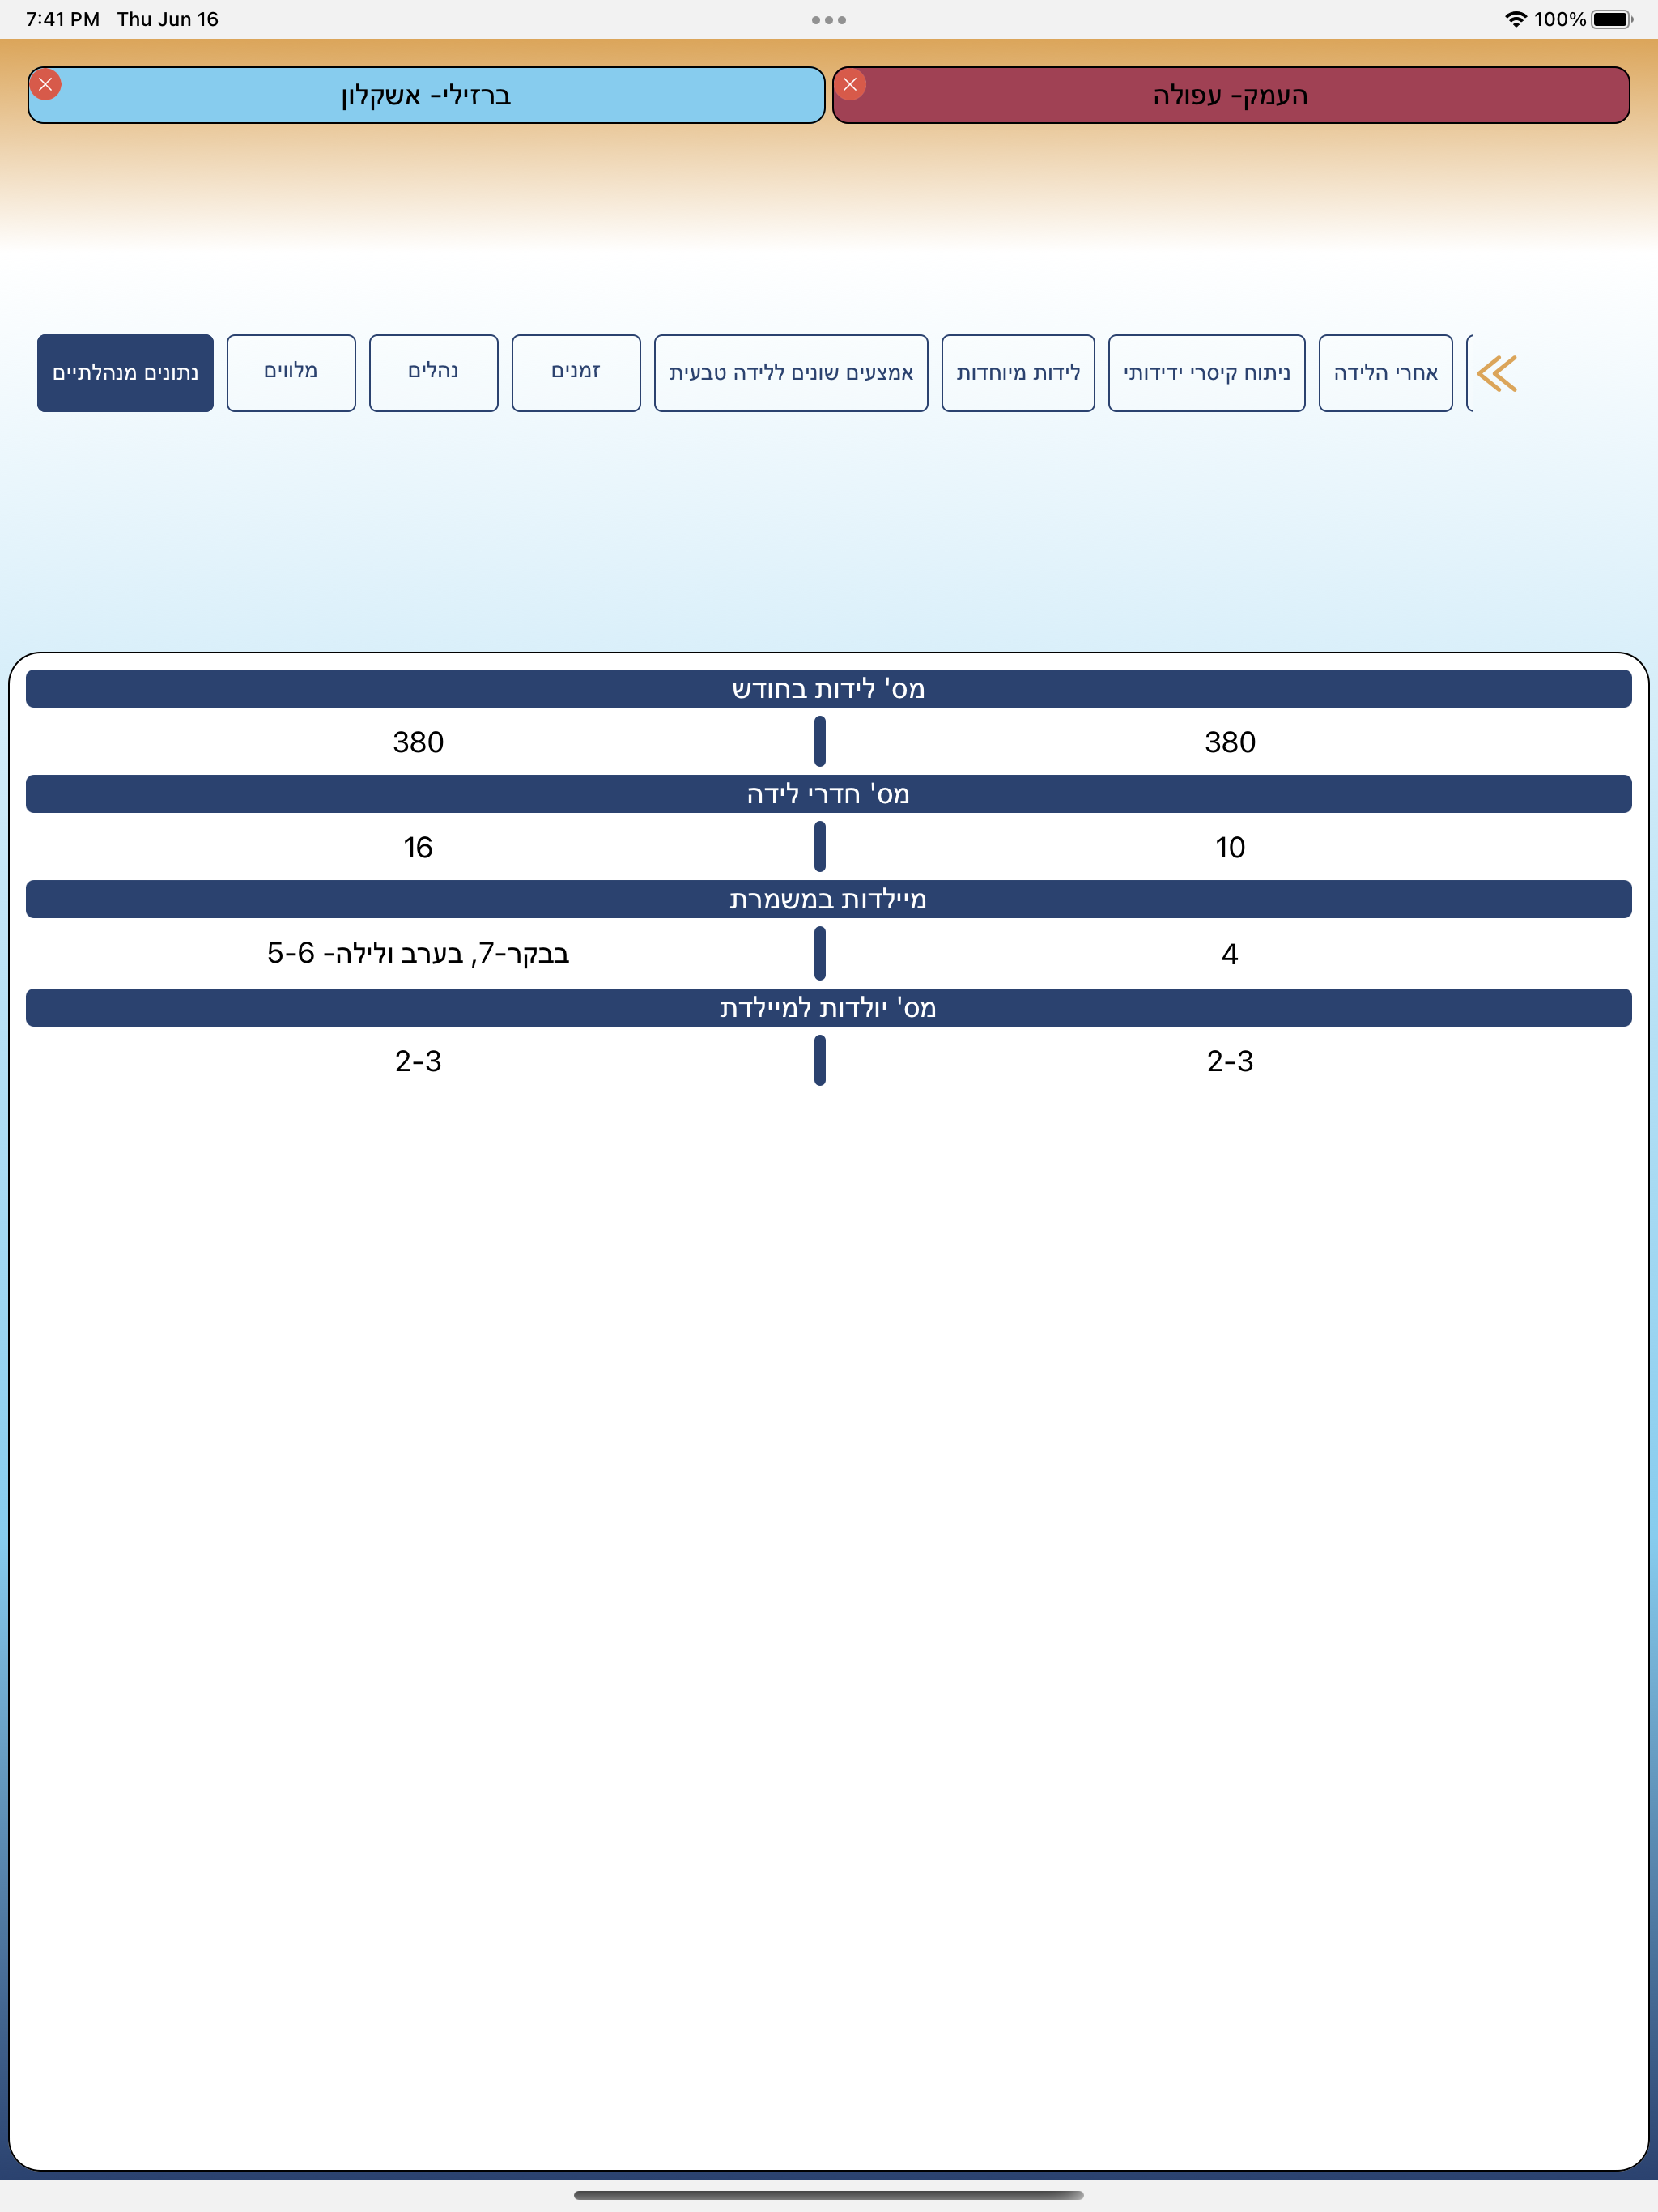 7:41 PM Thu Jun 16
100%
העמק- עפולה
ברזילי- אשקלון
נתונים מנהלתיים
מלווים
נהלים
זמנים
אמצעים שונים ללידה טבעית
לידות מיוחדות
ניתוח קיסרי ידידותי
אחרי הלידה
מס' לידות בחודש
380
380
מס' חדרי לידה
10
16
מיילדות במשמרת
4
בבקר-7, בערב ולילה- 5-6
מס' יולדות למיילדת
2-3
2-3